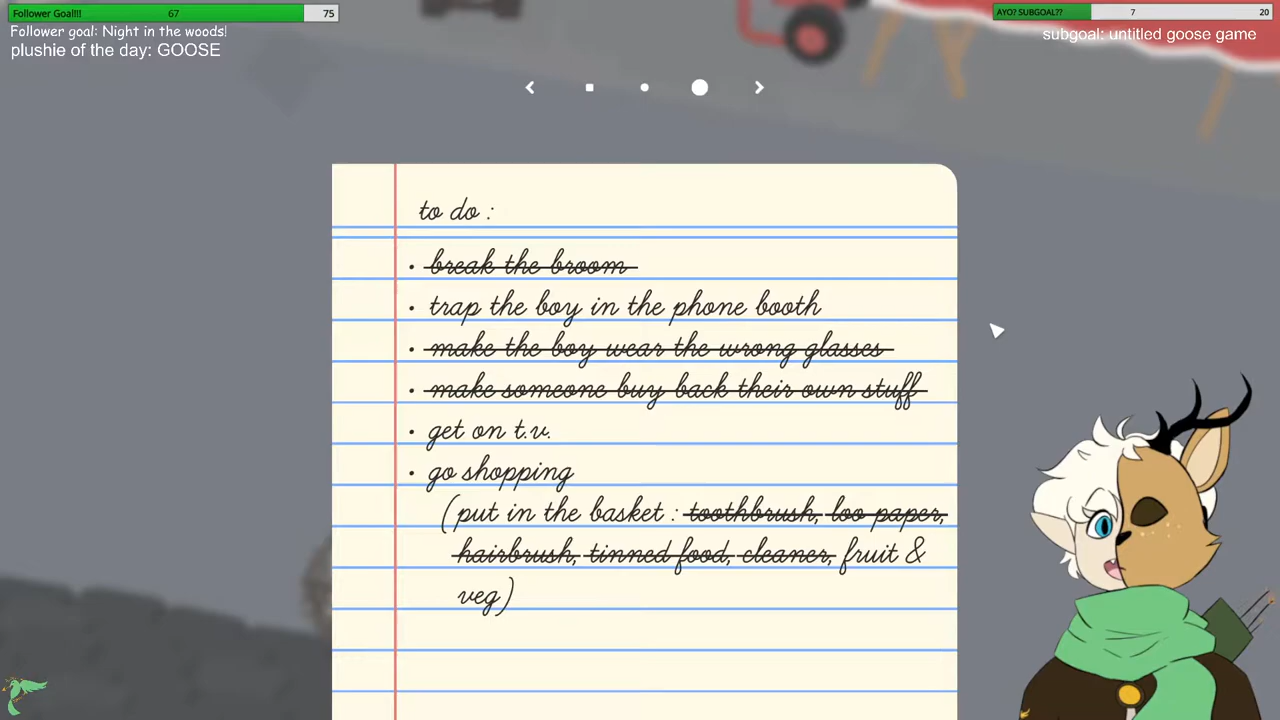 Follower Goal!!! 67 75
AYO? SUBGOAL?? 7 20
Follower goal: Night in the woods!
subgoal: untitled goose game
plushie of the day: GOOSE
to do :
• break the broom
• trap the boy in the phone booth
• make the boy wear the wrong glasses
• make someone buy back their own stuff
• get on t.v.
• go shopping
(put in the basket : toothbrush, loo paper,
hairbrush, tinned food, cleaner, fruit &
veg)